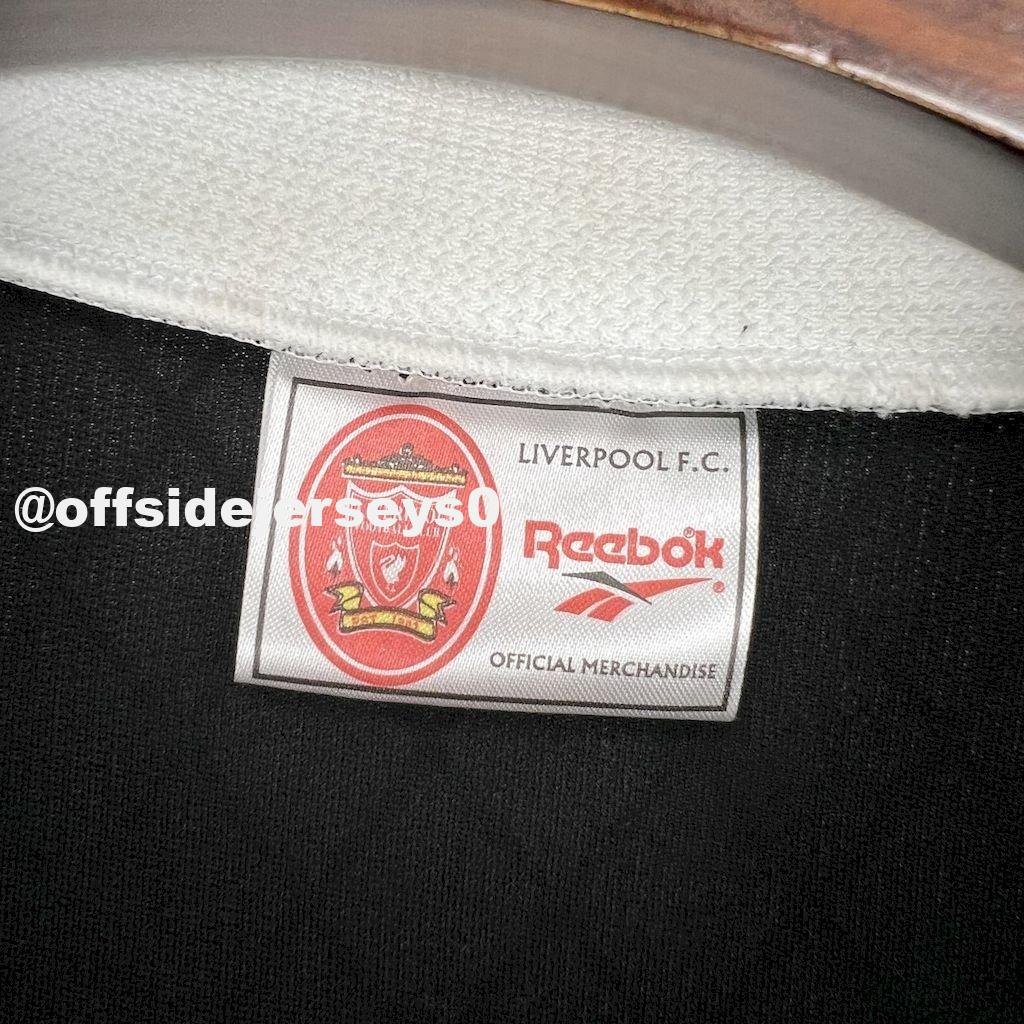 LIVERPOOL F.C.
@offsidejerseys0
Reebok
OFFICIAL MERCHANDISE